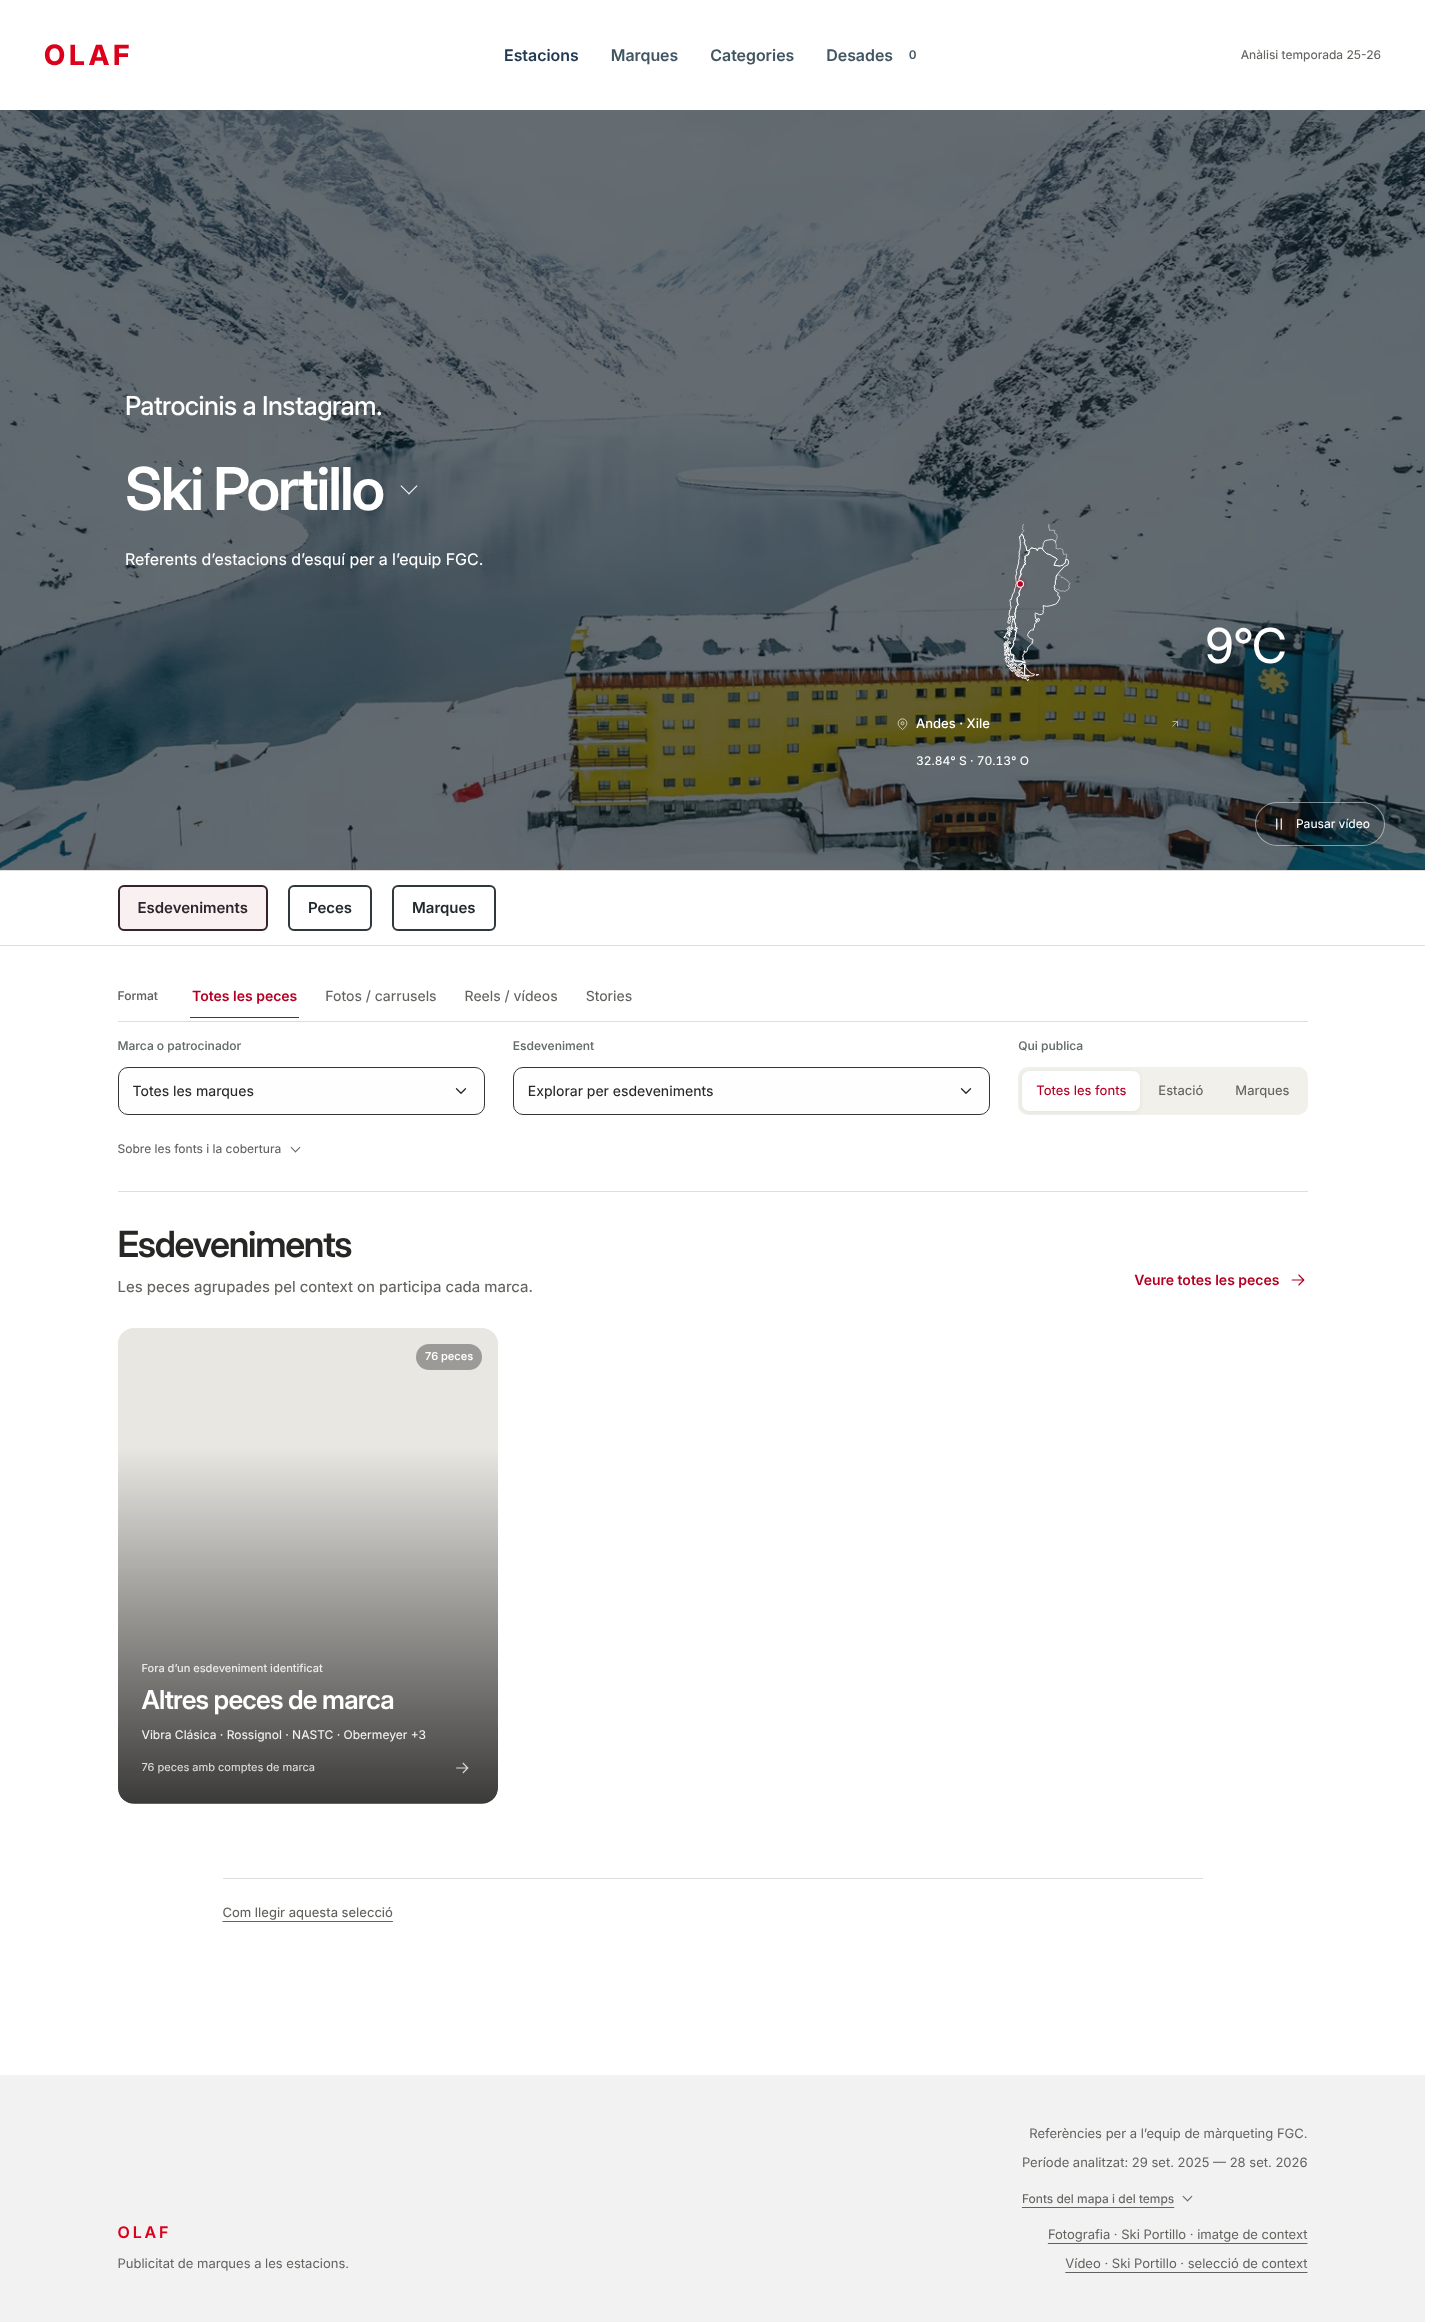 OLAF
Estacions
Marques
Categories
Desades 0
Anàlisi temporada 25-26
Patrocinis a Instagram.
Ski Portillo
Referents d’estacions d’esquí per a l’equip FGC.
9°C
Andes · Xile
32.84° S · 70.13° O
Pausar vídeo
Esdeveniments
Peces
Marques
Format
Totes les peces
Fotos / carrusels
Reels / vídeos
Stories
Marca o patrocinador
Totes les marques
Esdeveniment
Explorar per esdeveniments
Qui publica
Totes les fonts
Estació
Marques
Sobre les fonts i la cobertura
Esdeveniments
Les peces agrupades pel context on participa cada marca.
Veure totes les peces
76 peces
Fora d’un esdeveniment identificat
Altres peces de marca
Vibra Clásica · Rossignol · NASTC · Obermeyer +3
76 peces amb comptes de marca
Com llegir aquesta selecció
Referències per a l’equip de màrqueting FGC.
Període analitzat: 29 set. 2025 — 28 set. 2026
Fonts del mapa i del temps
OLAF
Fotografia · Ski Portillo · imatge de context
Publicitat de marques a les estacions.
Vídeo · Ski Portillo · selecció de context